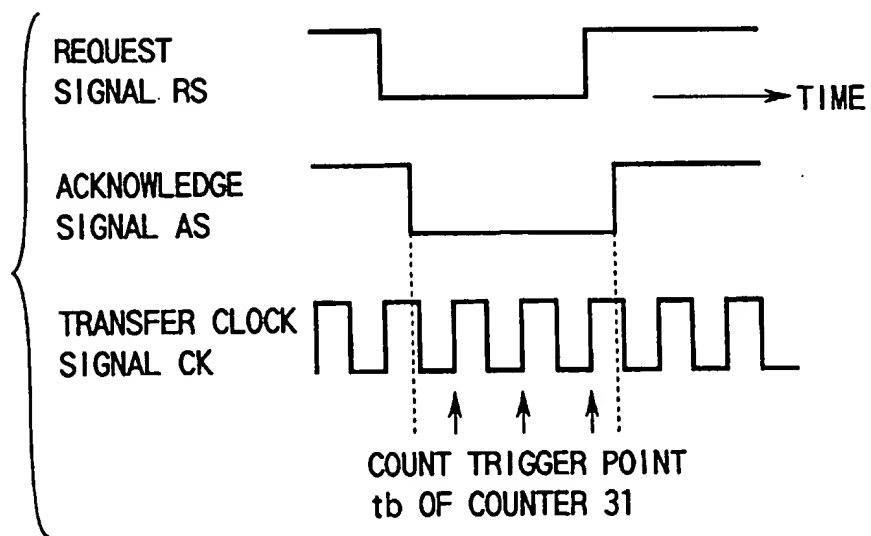 REQUEST
SIGNAL RS
TIME
ACKNOWLEDGE
SIGNAL AS
TRANSFER CLOCK
SIGNAL CK
COUNT TRIGGER POINT
tb OF COUNTER 31